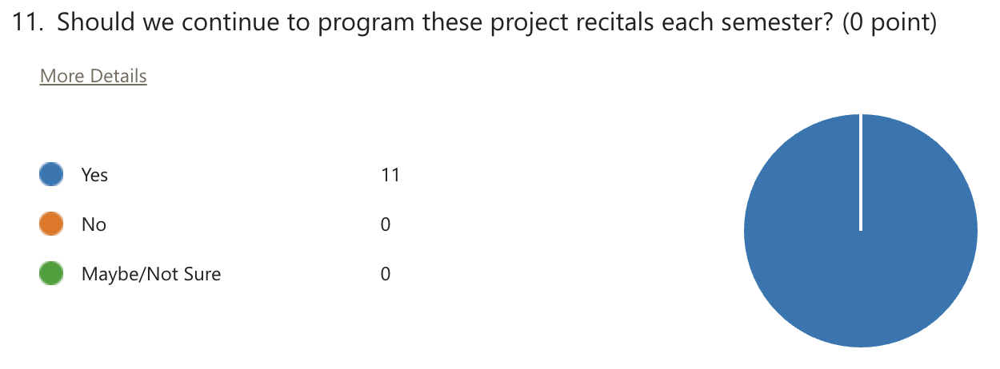 11. Should we continue to program these project recitals each semester? (0 point)
More Details
Yes 11
No 0
Maybe/Not Sure 0